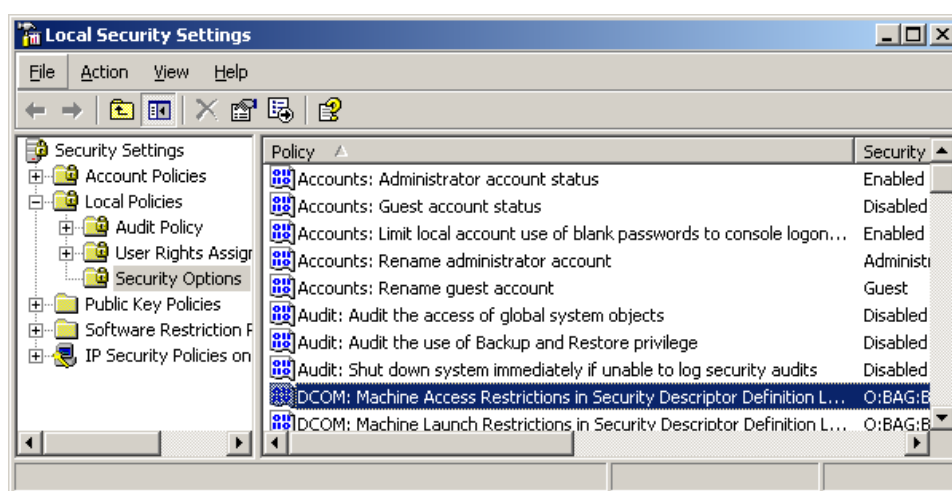 Local Security Settings
File Action View Help
Security Settings
Account Policies
Local Policies
Audit Policy
User Rights Assigr
Security Options
Public Key Policies
Software Restriction F
IP Security Policies on
Policy Security
Accounts: Administrator account status Enabled
Accounts: Guest account status Disabled
Accounts: Limit local account use of blank passwords to console logon... Enabled
Accounts: Rename administrator account Administr
Accounts: Rename guest account Guest
Audit: Audit the access of global system objects Disabled
Audit: Audit the use of Backup and Restore privilege Disabled
Audit: Shut down system immediately if unable to log security audits Disabled
DCOM: Machine Access Restrictions in Security Descriptor Definition L... O:BAG:B
DCOM: Machine Launch Restrictions in Security Descriptor Definition L... O:BAG:B